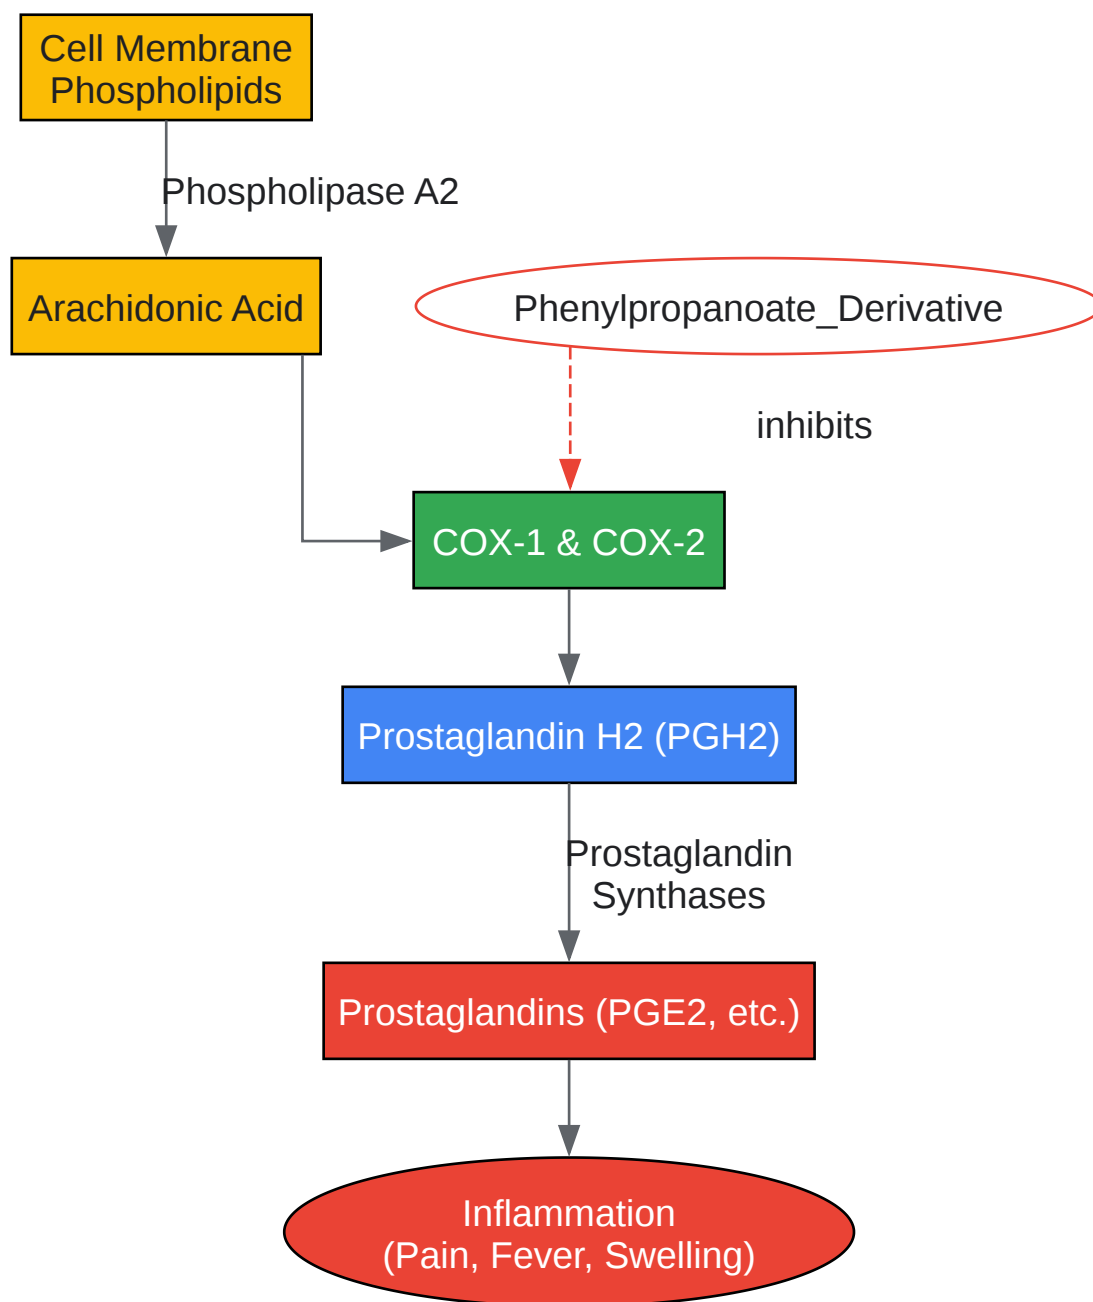 Cell Membrane
Phospholipids
Phospholipase A2
Arachidonic Acid
Phenylpropanoate_Derivative
inhibits
COX-1 & COX-2
Prostaglandin H2 (PGH2)
Prostaglandin
Synthases
Prostaglandins (PGE2, etc.)
Inflammation
(Pain, Fever, Swelling)